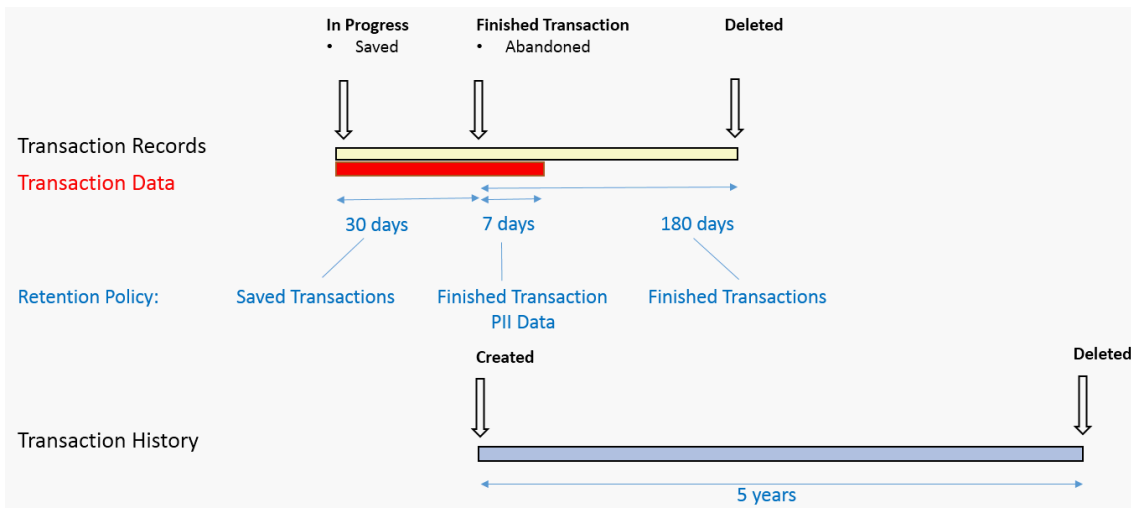 In Progress
• Saved
Finished Transaction
• Abandoned
Deleted
Transaction Records
Transaction Data
30 days
7 days
180 days
Retention Policy:
Saved Transactions
Finished Transaction
PII Data
Finished Transactions
Created
Deleted
Transaction History
5 years